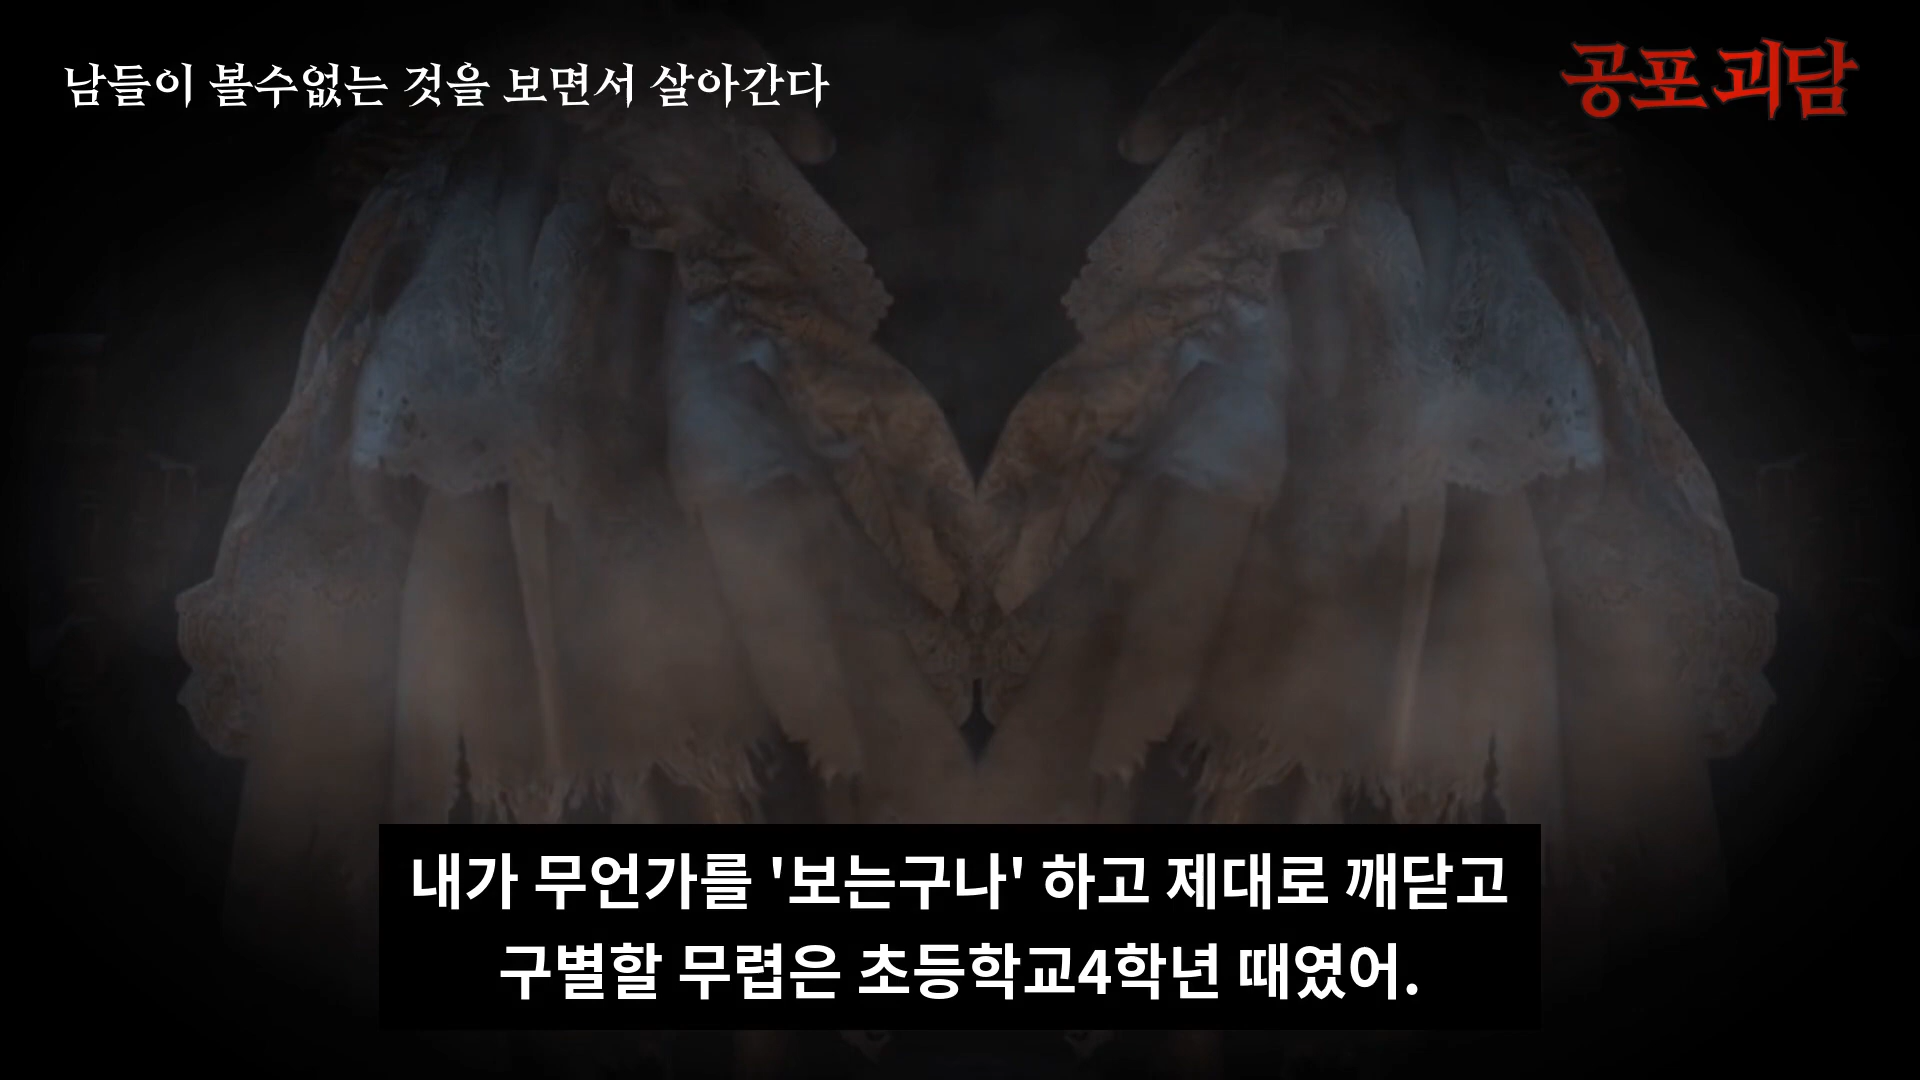 남들이 볼수없는 것을 보면서 살아간다
공포괴담
내가 무언가를 '보는구나' 하고 제대로 깨닫고
구별할 무렵은 초등학교4학년 때였어.